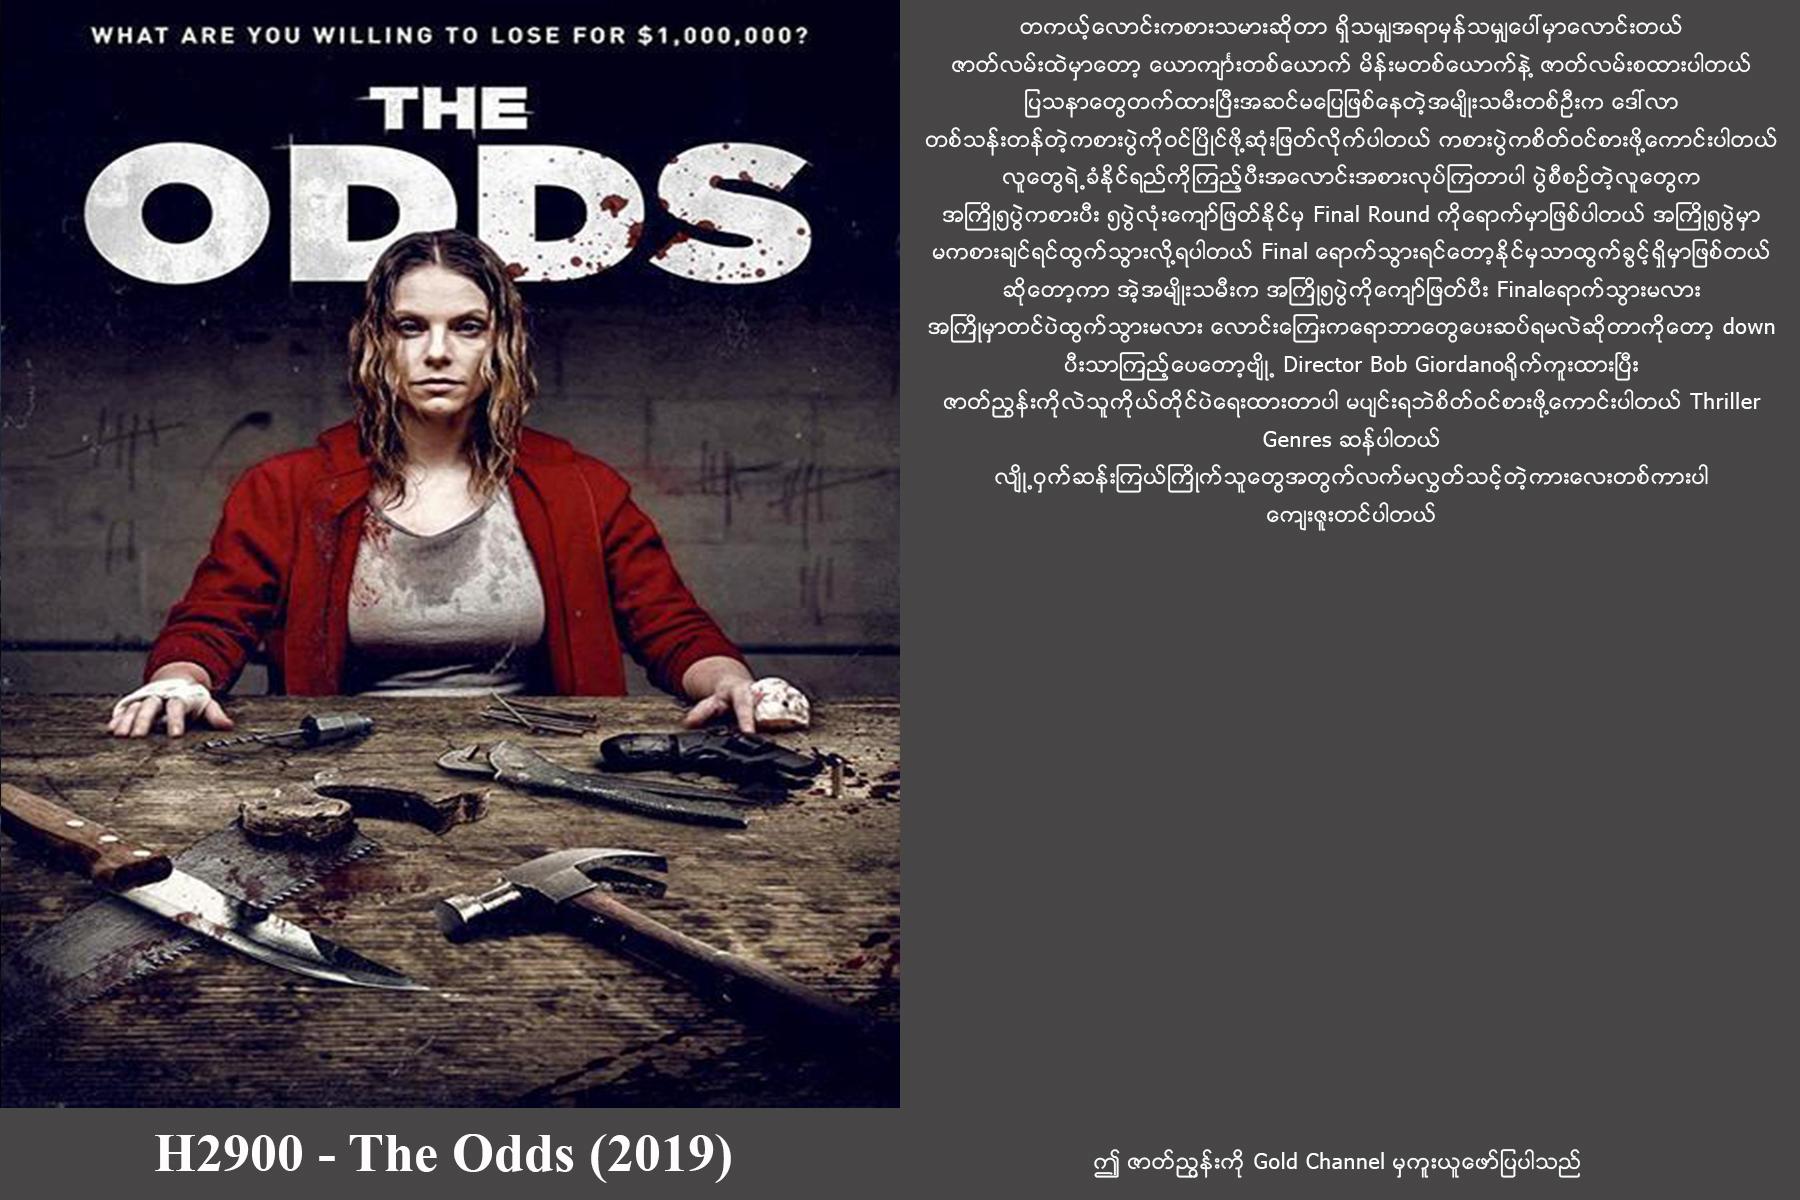 WHAT ARE YOU WILLING TO LOSE FOR $1,000,000?
THE
ODDS
H2900 - The Odds (2019)
တကယ့်လောင်းကစားသမားဆိုတာ ရှိသမျှအရာမှန်သမျှပေါ်မှာလောင်းတယ်
ဇာတ်လမ်းထဲမှာတော့ ယောက်ျားတစ်ယောက် မိန်းမတစ်ယောက်နဲ့ ဇာတ်လမ်းစထားပါတယ်
ပြသနာတွေတက်ထားပြီးအဆင်မပြေဖြစ်နေတဲ့အမျိုးသမီးတစ်ဦးက ဒေါ်လာ
တစ်သန်းတန်တဲ့ကစားပွဲကိုဝင်ပြိုင်ဖို့ဆုံးဖြတ်လိုက်ပါတယ် ကစားပွဲကစိတ်ဝင်စားဖို့ကောင်းပါတယ်
လူတွေရဲ့ခံနိုင်ရည်ကိုကြည့်ပီးအလောင်းအစားလုပ်ကြတာပါ ပွဲစီစဉ်တဲ့လူတွေက
အကြို၅ပွဲကစားပီး ၅ပွဲလုံးကျော်ဖြတ်နိုင်မှ Final Round ကိုရောက်မှာဖြစ်ပါတယ် အကြို၅ပွဲမှာ
မကစားချင်ရင်ထွက်သွားလို့ရပါတယ် Final ရောက်သွားရင်တော့နိုင်မှသာထွက်ခွင့်ရှိမှာဖြစ်တယ်
ဆိုတော့ကာ အဲ့အမျိုးသမီးက အကြို၅ပွဲကိုကျော်ဖြတ်ပီး Finalရောက်သွားမလား
အကြိုမှာတင်ပဲထွက်သွားမလား လောင်းကြေးကရောဘာတွေပေးဆပ်ရမလဲဆိုတာကိုတော့ down
ပီးသာကြည့်ပေတော့ဗျို့ Director Bob Giordanoရိုက်ကူးထားပြီး
ဇာတ်ညွှန်းကိုလဲသူကိုယ်တိုင်ပဲရေးထားတာပါ မပျင်းရဘဲစိတ်ဝင်စားဖို့ကောင်းပါတယ် Thriller
Genres ဆန်ပါတယ်
လျို့ဝှက်ဆန်းကြယ်ကြိုက်သူတွေအတွက်လက်မလွှတ်သင့်တဲ့ကားလေးတစ်ကားပါ
ကျေးဇူးတင်ပါတယ်
ဤ ဇာတ်ညွှန်းကို Gold Channel မှကူးယူဖော်ပြပါသည်